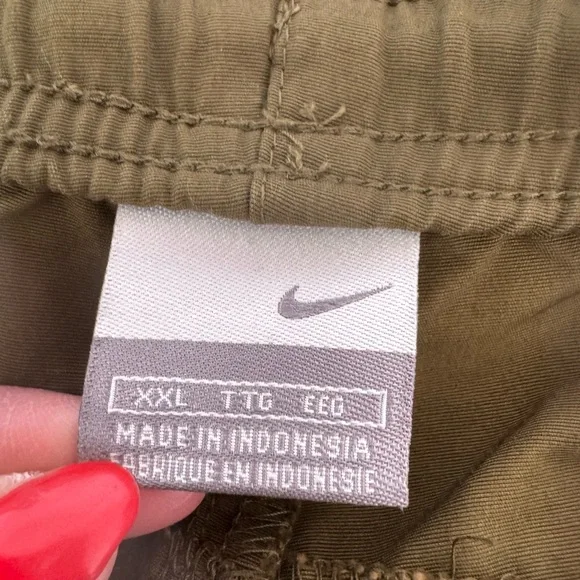 XXL TTG EEG
MADE IN INDONESIA
FABRIQUE EN INDONESIE